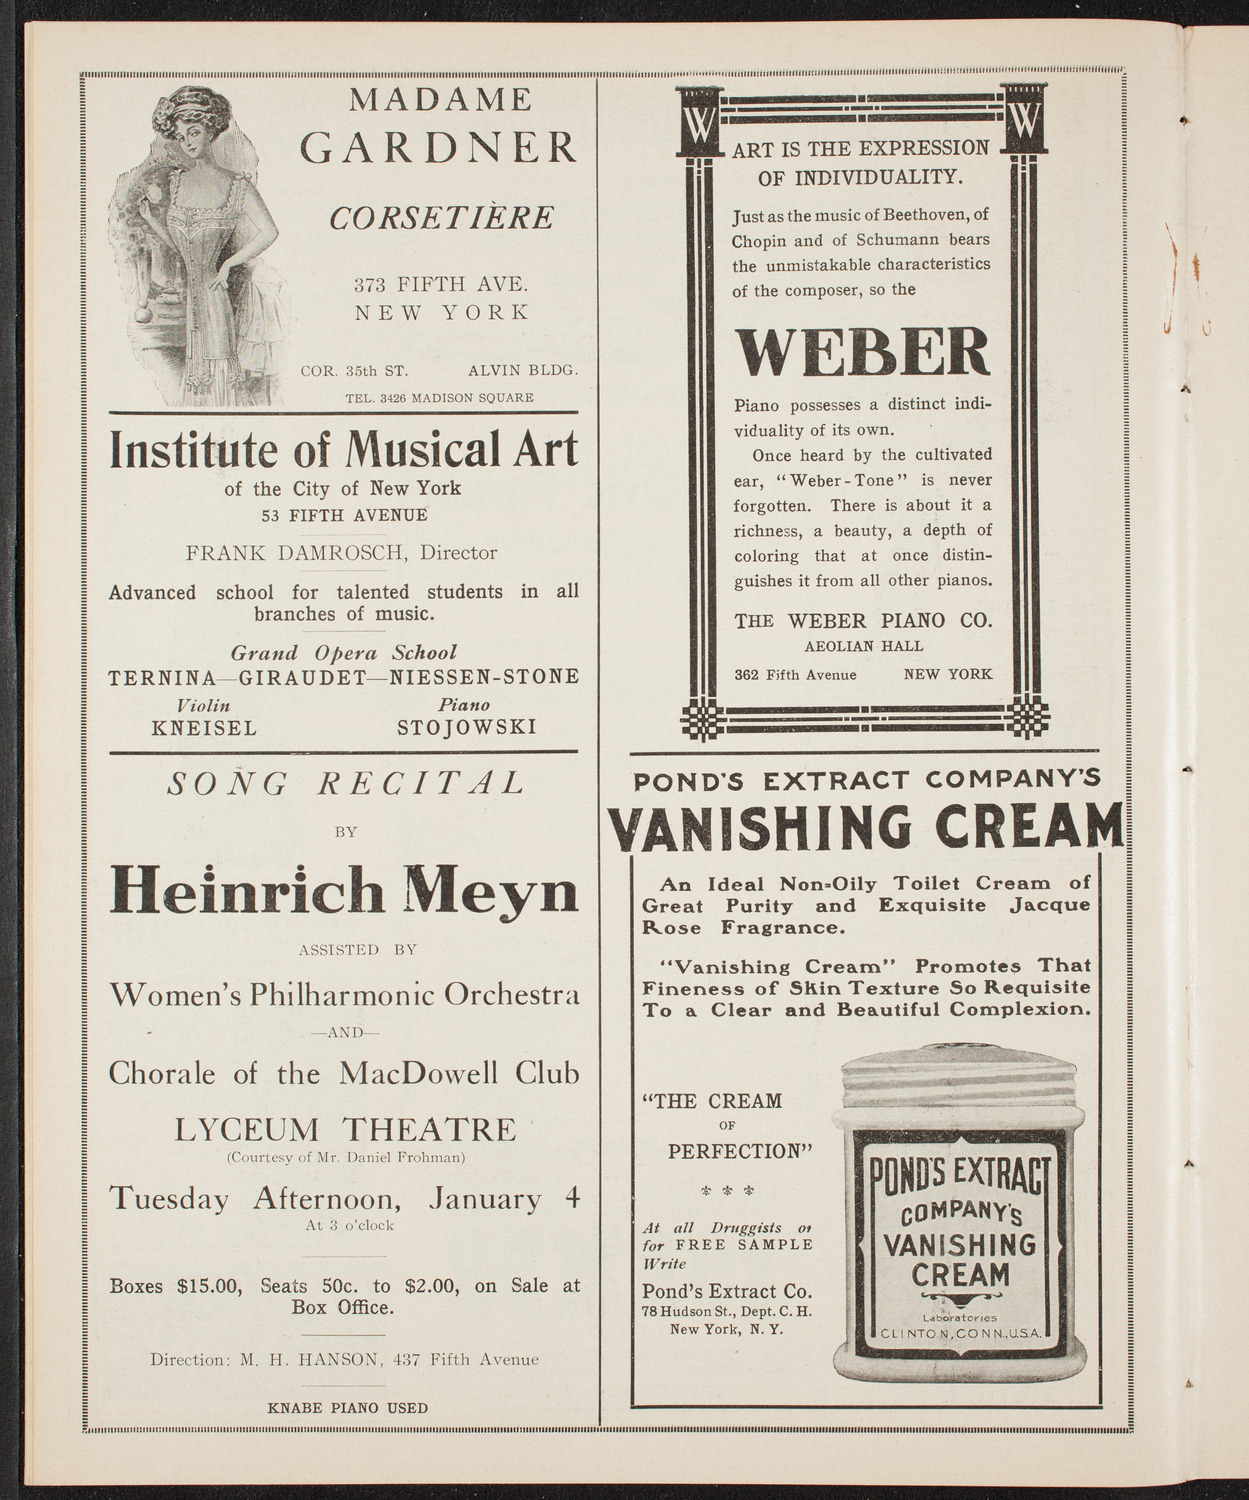 MADAME
GARDNER
CORSETIÈRE
373 FIFTH AVE.
NEW YORK
COR. 35th ST. ALVIN BLDG.
TEL. 3426 MADISON SQUARE
Institute of Musical Art
of the City of New York
53 FIFTH AVENUE
FRANK DAMROSCH, Director
Advanced school for talented students in all
branches of music.
Grand Opera School
TERNINA—GIRAUDET—NIESSEN-STONE
Violin Piano
KNEISEL STOJOWSKI
SONG RECITAL
BY
Heinrich Meyn
ASSISTED BY
Women's Philharmonic Orchestra
—AND—
Chorale of the MacDowell Club
LYCEUM THEATRE
(Courtesy of Mr. Daniel Frohman)
Tuesday Afternoon, January 4
At 3 o'clock
Boxes $15.00, Seats 50c. to $2.00, on Sale at
Box Office.
Direction: M. H. HANSON, 437 Fifth Avenue
KNABE PIANO USED
W W
ART IS THE EXPRESSION
OF INDIVIDUALITY.
Just as the music of Beethoven, of
Chopin and of Schumann bears
the unmistakable characteristics
of the composer, so the
WEBER
Piano possesses a distinct indi-
viduality of its own.
Once heard by the cultivated
ear, "Weber-Tone" is never
forgotten. There is about it a
richness, a beauty, a depth of
coloring that at once distin-
guishes it from all other pianos.
THE WEBER PIANO CO.
AEOLIAN HALL
362 Fifth Avenue NEW YORK
POND'S EXTRACT COMPANY'S
VANISHING CREAM
An Ideal Non-Oily Toilet Cream of
Great Purity and Exquisite Jacque
Rose Fragrance.
"Vanishing Cream" Promotes That
Fineness of Skin Texture So Requisite
To a Clear and Beautiful Complexion.
"THE CREAM
OF
PERFECTION"
At all Druggists or
for FREE SAMPLE
Write
Pond's Extract Co.
78 Hudson St., Dept. C. H.
New York, N. Y.
POND'S EXTRACT
COMPANY'S
VANISHING
CREAM
Laboratories
CLINTON, CONN., U.S.A.